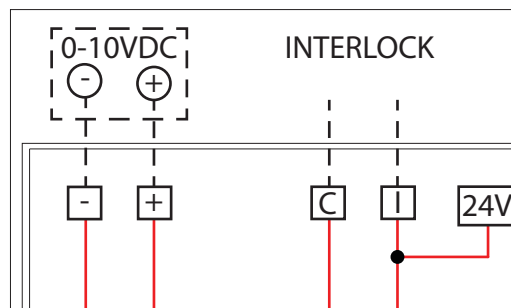 0-10VDC
INTERLOCK
- +
- + C I 24V